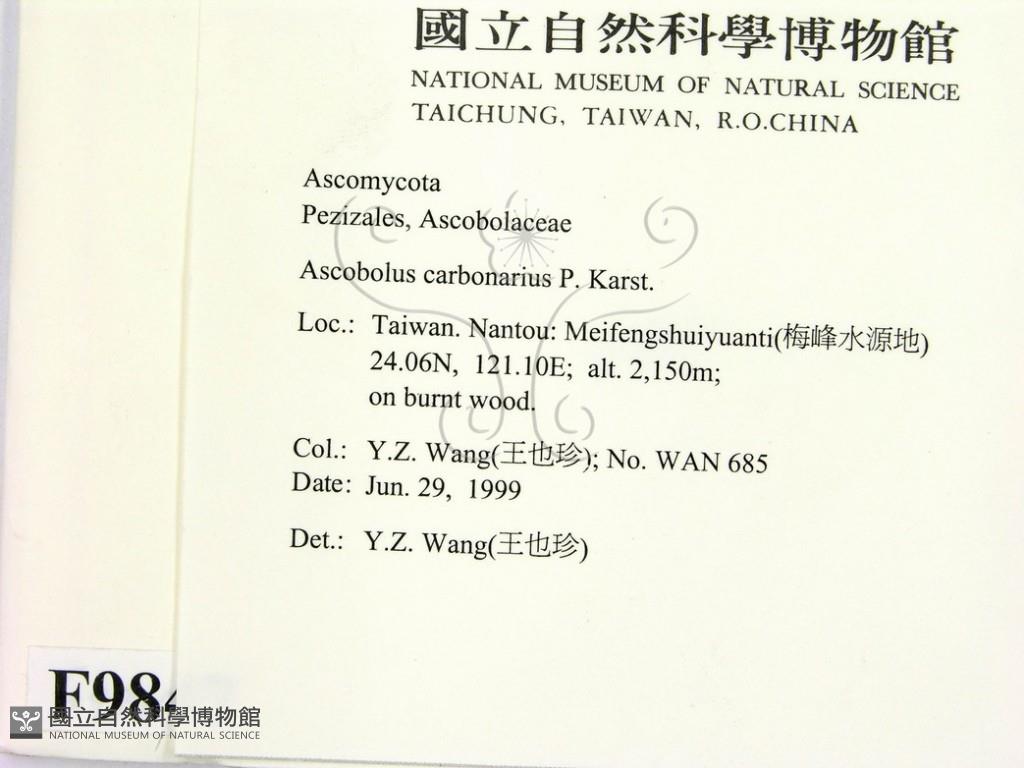 國立自然科學博物館
NATIONAL MUSEUM OF NATURAL SCIENCE
TAICHUNG, TAIWAN, R.O.CHINA
Ascomycota
Pezizales, Ascobolaceae
Ascobolus carbonarius P. Karst.
Loc.: Taiwan. Nantou: Meifengshuiyuanti(梅峰水源地)
24.06N, 121.10E; alt. 2,150m;
on burnt wood.
Col.: Y.Z. Wang(王也珍); No. WAN 685
Date: Jun. 29, 1999
Det.: Y.Z. Wang(王也珍)
F984
國立自然科學博物館
NATIONAL MUSEUM OF NATURAL SCIENCE